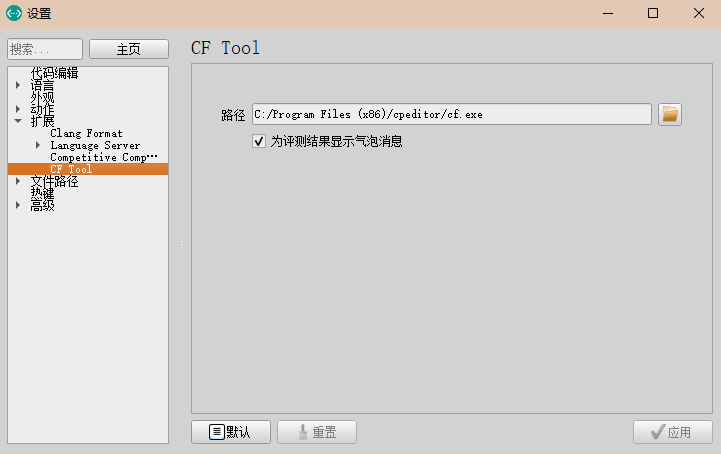 设置
搜索...
主页
代码编辑
语言
外观
动作
扩展
Clang Format
Language Server
Competitive Comp···
CF Tool
文件路径
热键
高级
CF Tool
路径 C:/Program Files (x86)/cpeditor/cf.exe
为评测结果显示气泡消息
默认
重置
应用